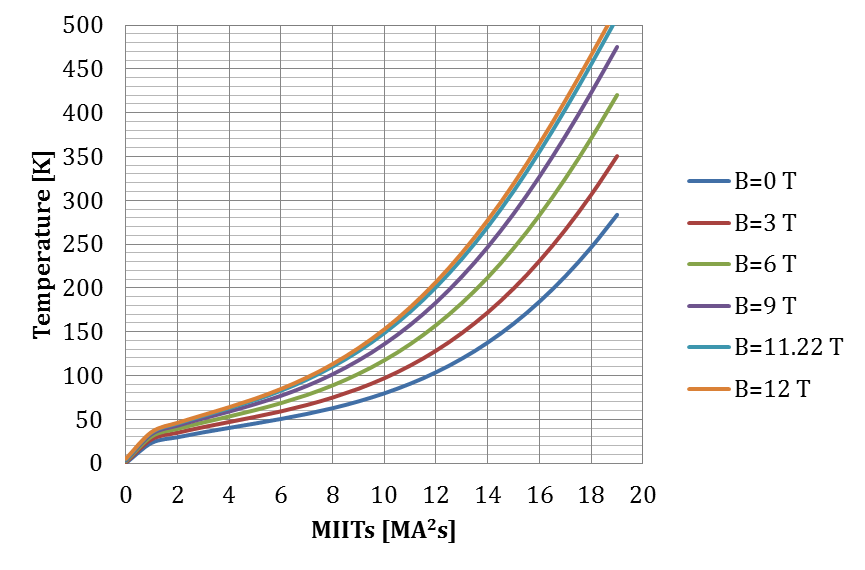 500
450
400
350
300
250
200
150
100
50
0
Temperature [K]
0 2 4 6 8 10 12 14 16 18 20
MIITs [MA²s]
B=0 T
B=3 T
B=6 T
B=9 T
B=11.22 T
B=12 T